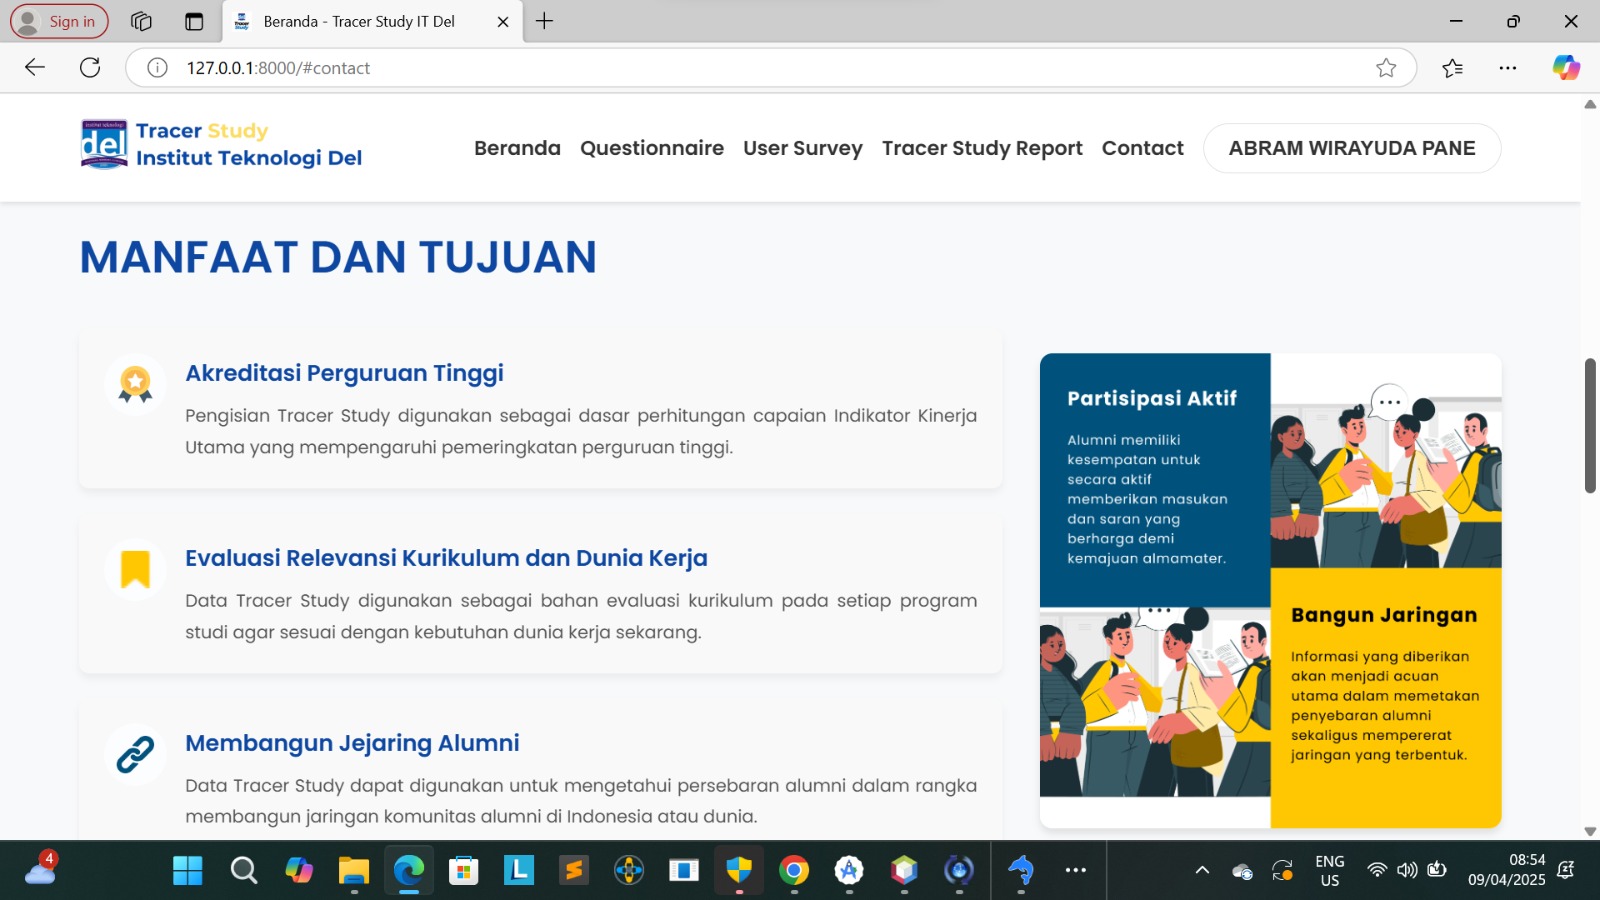 Sign in
Beranda - Tracer Study IT Del
127.0.0.1:8000/#contact
institut teknologi
del
Tracer Study
Institut Teknologi Del
Beranda
Questionnaire
User Survey
Tracer Study Report
Contact
ABRAM WIRAYUDA PANE
MANFAAT DAN TUJUAN
Akreditasi Perguruan Tinggi
Pengisian Tracer Study digunakan sebagai dasar perhitungan capaian Indikator Kinerja
Utama yang mempengaruhi pemeringkatan perguruan tinggi.
Evaluasi Relevansi Kurikulum dan Dunia Kerja
Data Tracer Study digunakan sebagai bahan evaluasi kurikulum pada setiap program
studi agar sesuai dengan kebutuhan dunia kerja sekarang.
Membangun Jejaring Alumni
Data Tracer Study dapat digunakan untuk mengetahui persebaran alumni dalam rangka
membangun jaringan komunitas alumni di Indonesia atau dunia.
Partisipasi Aktif
Alumni memiliki
kesempatan untuk
secara aktif
memberikan masukan
dan saran yang
berharga demi
kemajuan almamater.
Bangun Jaringan
Informasi yang diberikan
akan menjadi acuan
utama dalam memetakan
penyebaran alumni
sekaligus mempererat
jaringan yang terbentuk.
4
L
ENG
US
08:54
09/04/2025